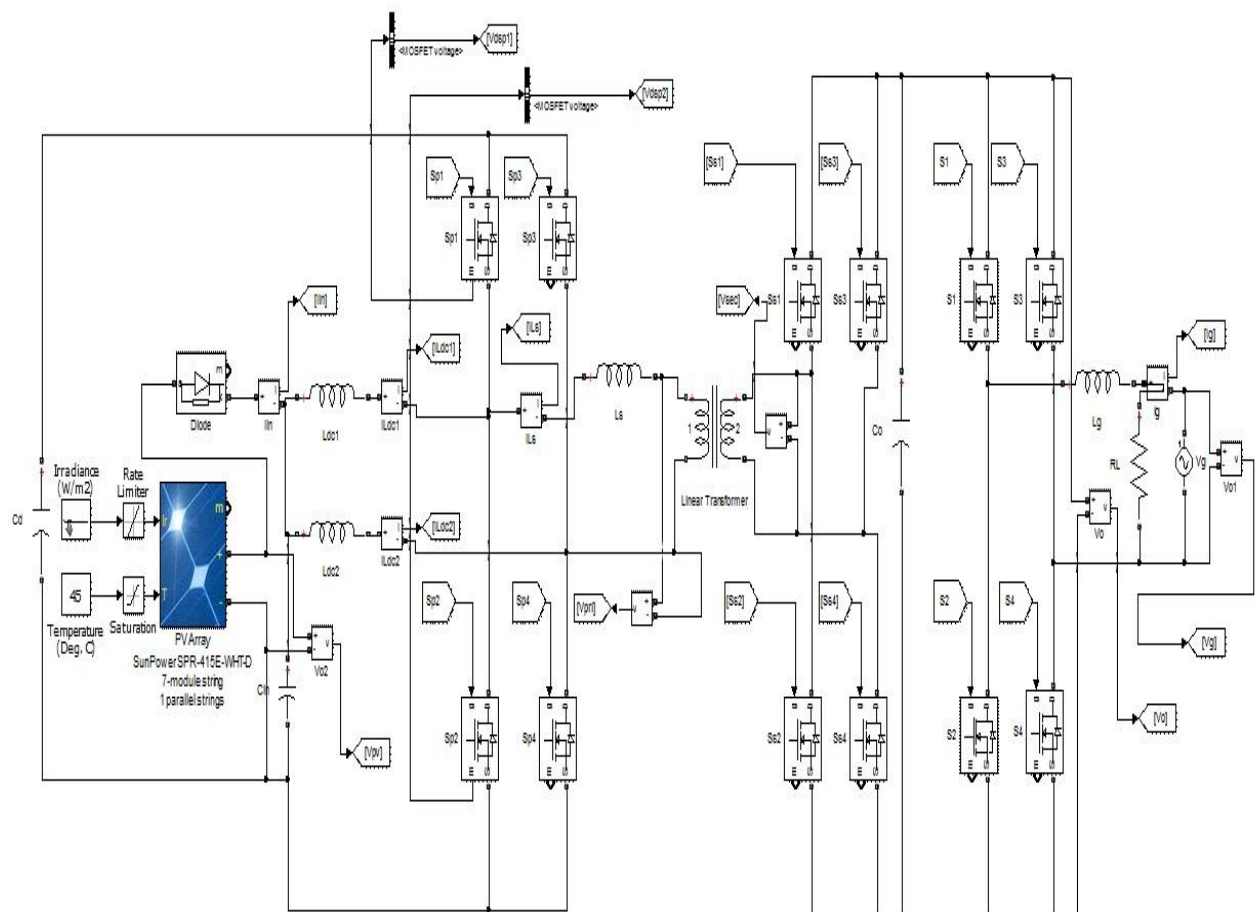 [Vdsp1]
<MOSFET voltage>
[Vdsp2]
<MOSFET voltage>
Sp1
Sp3
[Ss1]
[Ss3]
S1
S3
Sp1
Sp3
Ss1
Ss3
S1
S3
[Iin]
[ILs]
[Vsec]
[Ig]
[ILdc1]
m
Diode
Iin
Ldc1
ILdc1
ILs
Ls
1
2
Linear Transformer
Co
Lg
Ig
RL
Vg
Vo1
Irradiance
(W/m2)
Rate
Limiter
Ir
m
+
-
T
Cd
45
Temperature
(Deg. C)
Saturation
PV Array
SunPower SPR-415E-WHT-D
7-module string
1 parallel strings
Ldc2
ILdc2
[ILdc2]
Vo2
Cin
[Vpv]
[Vpri]
Vo
Sp2
Sp4
[Ss2]
[Ss4]
S2
S4
Sp2
Sp4
Ss2
Ss4
S2
S4
[Vg]
[Vo]